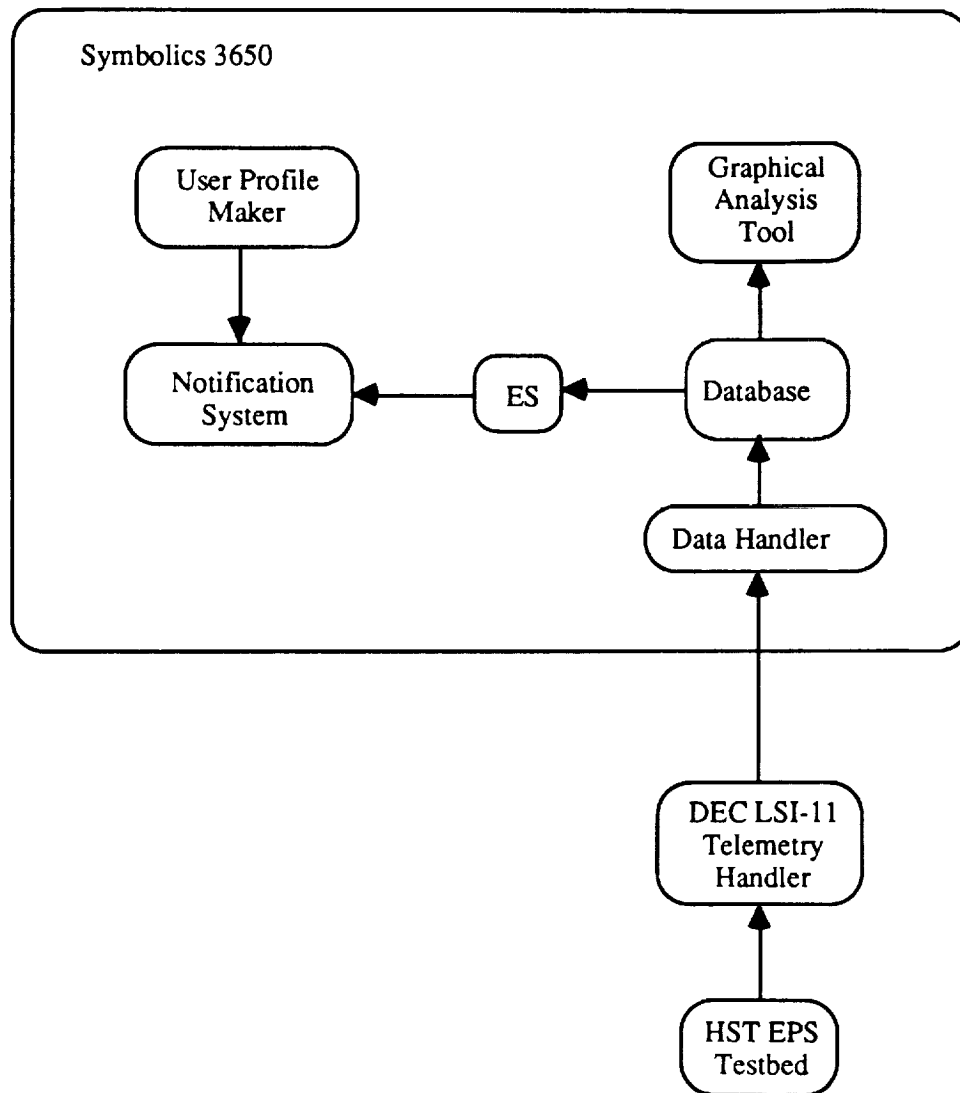 Symbolics 3650
User Profile
Maker
Graphical
Analysis
Tool
Notification
System
ES
Database
Data Handler
DEC LSI-11
Telemetry
Handler
HST EPS
Testbed